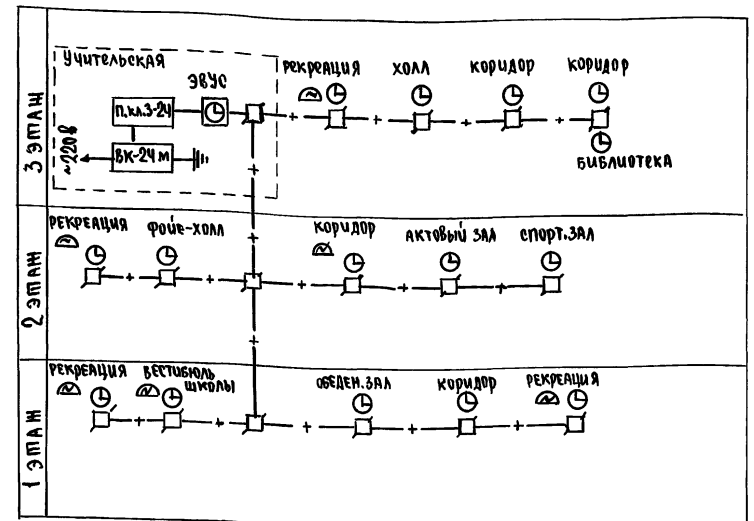 3 ЭТАЖ
УЧИТЕЛЬСКАЯ
ЭВУС
П.КЛ.3-24
ВК-24М
~220В
РЕКРЕАЦИЯ
ХОЛЛ
КОРИДОР
КОРИДОР
БИБЛИОТЕКА
+ + + +
+
2 ЭТАЖ
РЕКРЕАЦИЯ
ФОЙЕ-ХОЛЛ
КОРИДОР
АКТОВЫЙ ЗАЛ
СПОРТ.ЗАЛ
+
+ + + + +
+
1 ЭТАЖ
РЕКРЕАЦИЯ
ВЕСТИБЮЛЬ
ШКОЛЫ
ОБЕДЕН.ЗАЛ
КОРИДОР
РЕКРЕАЦИЯ
+ + + + +